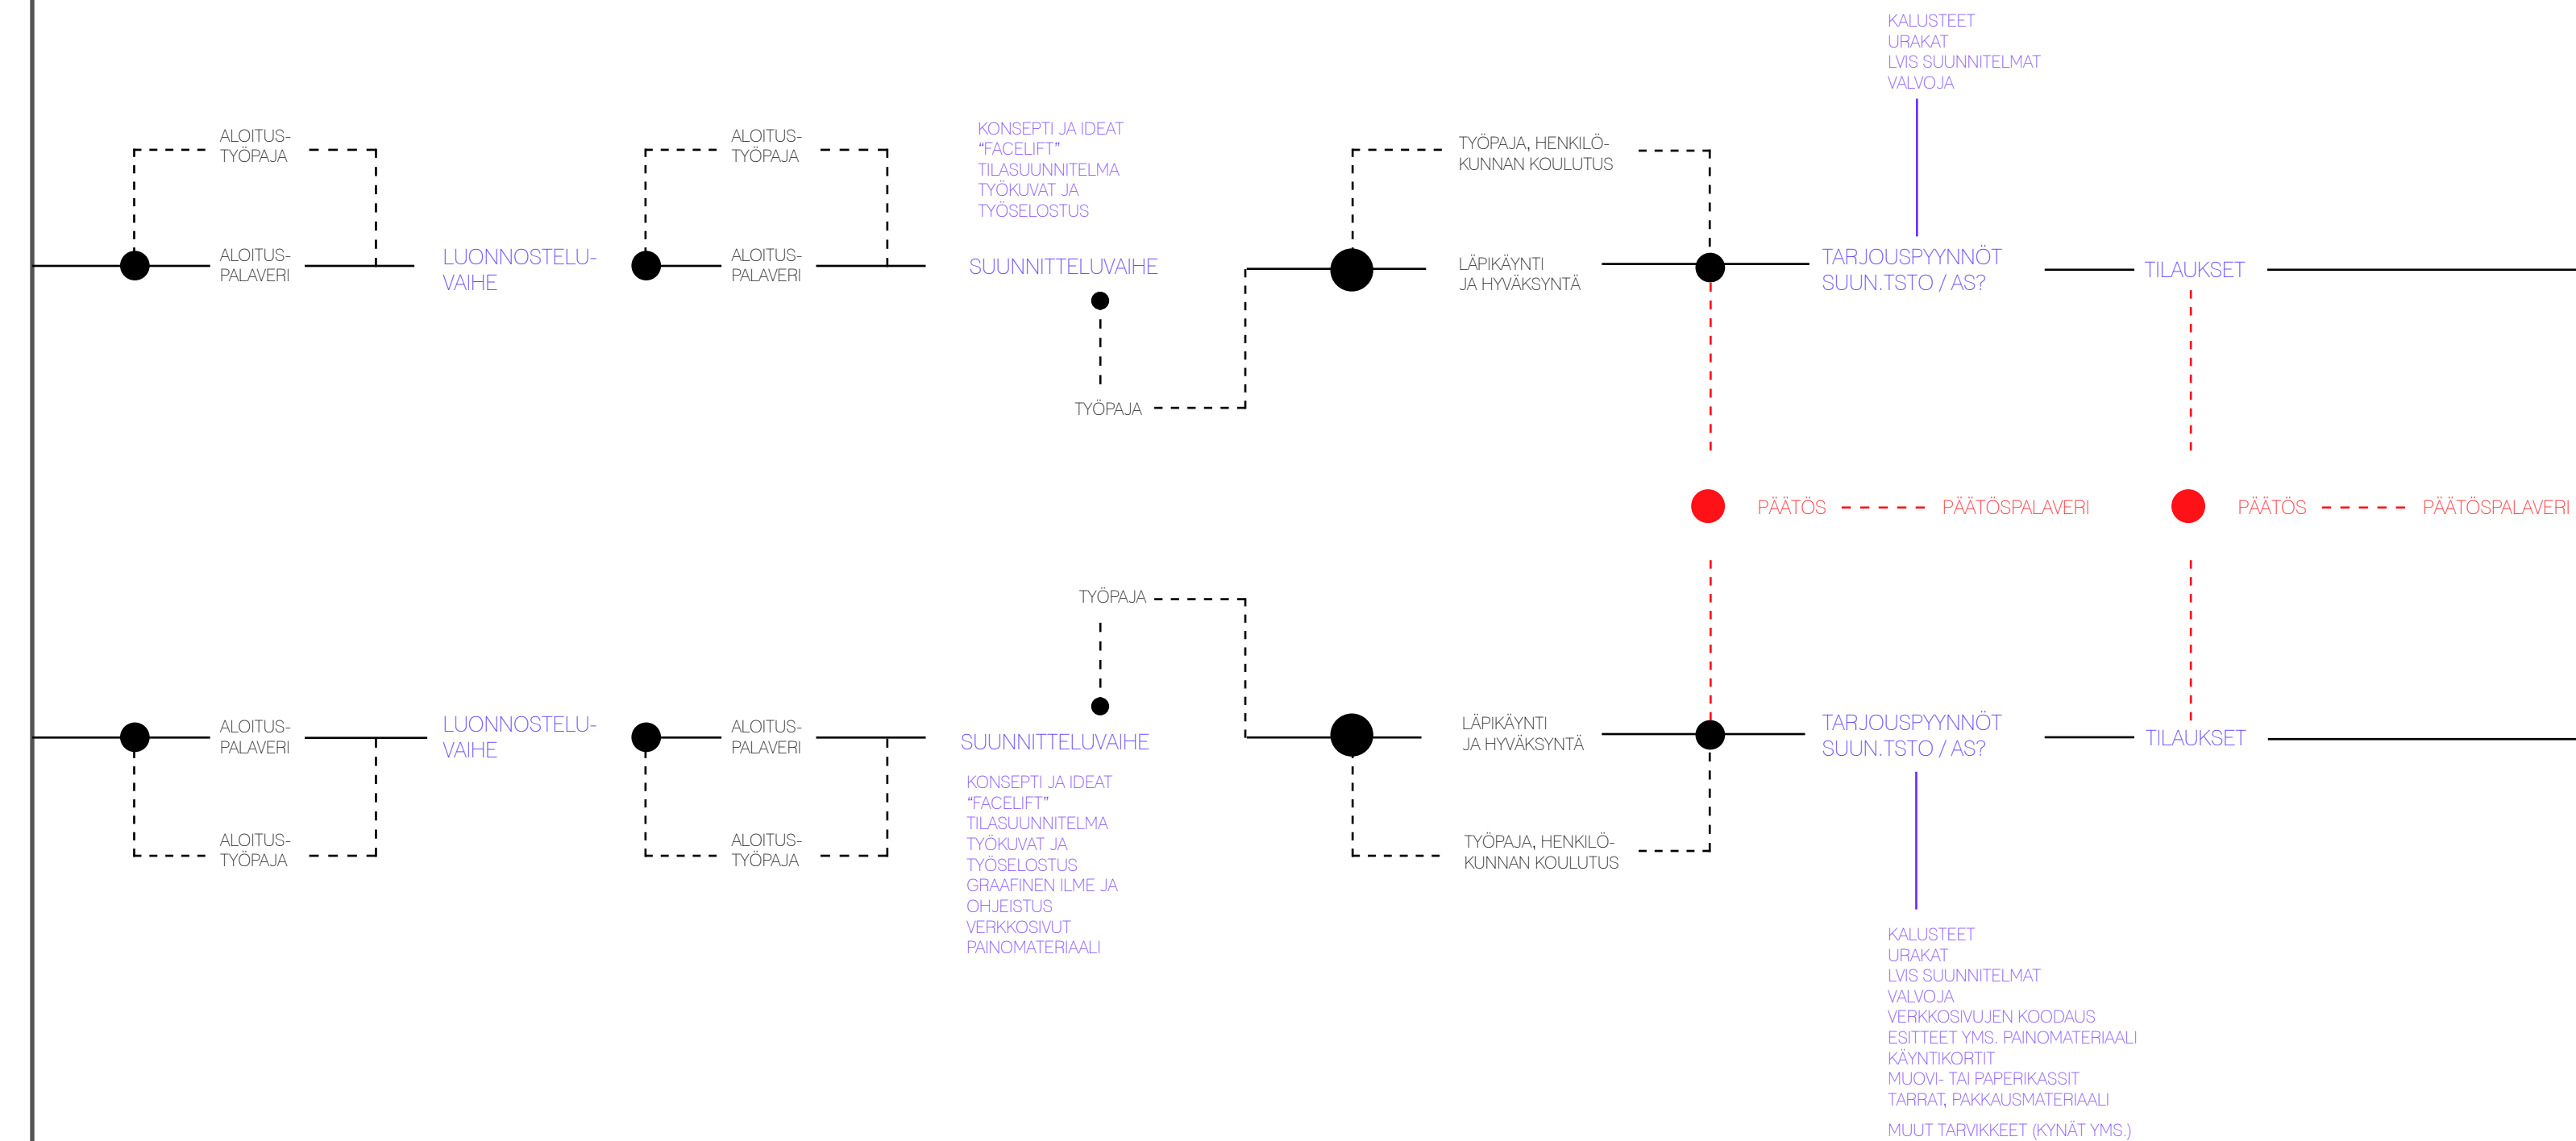 KALUSTEET
URAKAT
LVIS SUUNNITELMAT
VALVOJA
ALOITUS-
TYÖPAJA
ALOITUS-
PALAVERI
LUONNOSTELU-
VAIHE
ALOITUS-
TYÖPAJA
ALOITUS-
PALAVERI
KONSEPTI JA IDEAT
“FACELIFT”
TILASUUNNITELMA
TYÖKUVAT JA
TYÖSELOSTUS
SUUNNITTELUVAIHE
TYÖPAJA
TYÖPAJA, HENKILÖ-
KUNNAN KOULUTUS
LÄPIKÄYNTI
JA HYVÄKSYNTÄ
TARJOUSPYYNNÖT
SUUN.TSTO / AS?
TILAUKSET
PÄÄTÖS
PÄÄTÖSPALAVERI
PÄÄTÖS
PÄÄTÖSPALAVERI
ALOITUS-
PALAVERI
ALOITUS-
TYÖPAJA
LUONNOSTELU-
VAIHE
ALOITUS-
PALAVERI
ALOITUS-
TYÖPAJA
TYÖPAJA
SUUNNITTELUVAIHE
KONSEPTI JA IDEAT
“FACELIFT”
TILASUUNNITELMA
TYÖKUVAT JA
TYÖSELOSTUS
GRAAFINEN ILME JA
OHJEISTUS
VERKKOSIVUT
PAINOMATERIAALI
LÄPIKÄYNTI
JA HYVÄKSYNTÄ
TYÖPAJA, HENKILÖ-
KUNNAN KOULUTUS
TARJOUSPYYNNÖT
SUUN.TSTO / AS?
TILAUKSET
KALUSTEET
URAKAT
LVIS SUUNNITELMAT
VALVOJA
VERKKOSIVUJEN KOODAUS
ESITTEET YMS. PAINOMATERIAALI
KÄYNTIKORTIT
MUOVI- TAI PAPERIKASSIT
TARRAT, PAKKAUSMATERIAALI
MUUT TARVIKKEET (KYNÄT YMS.)